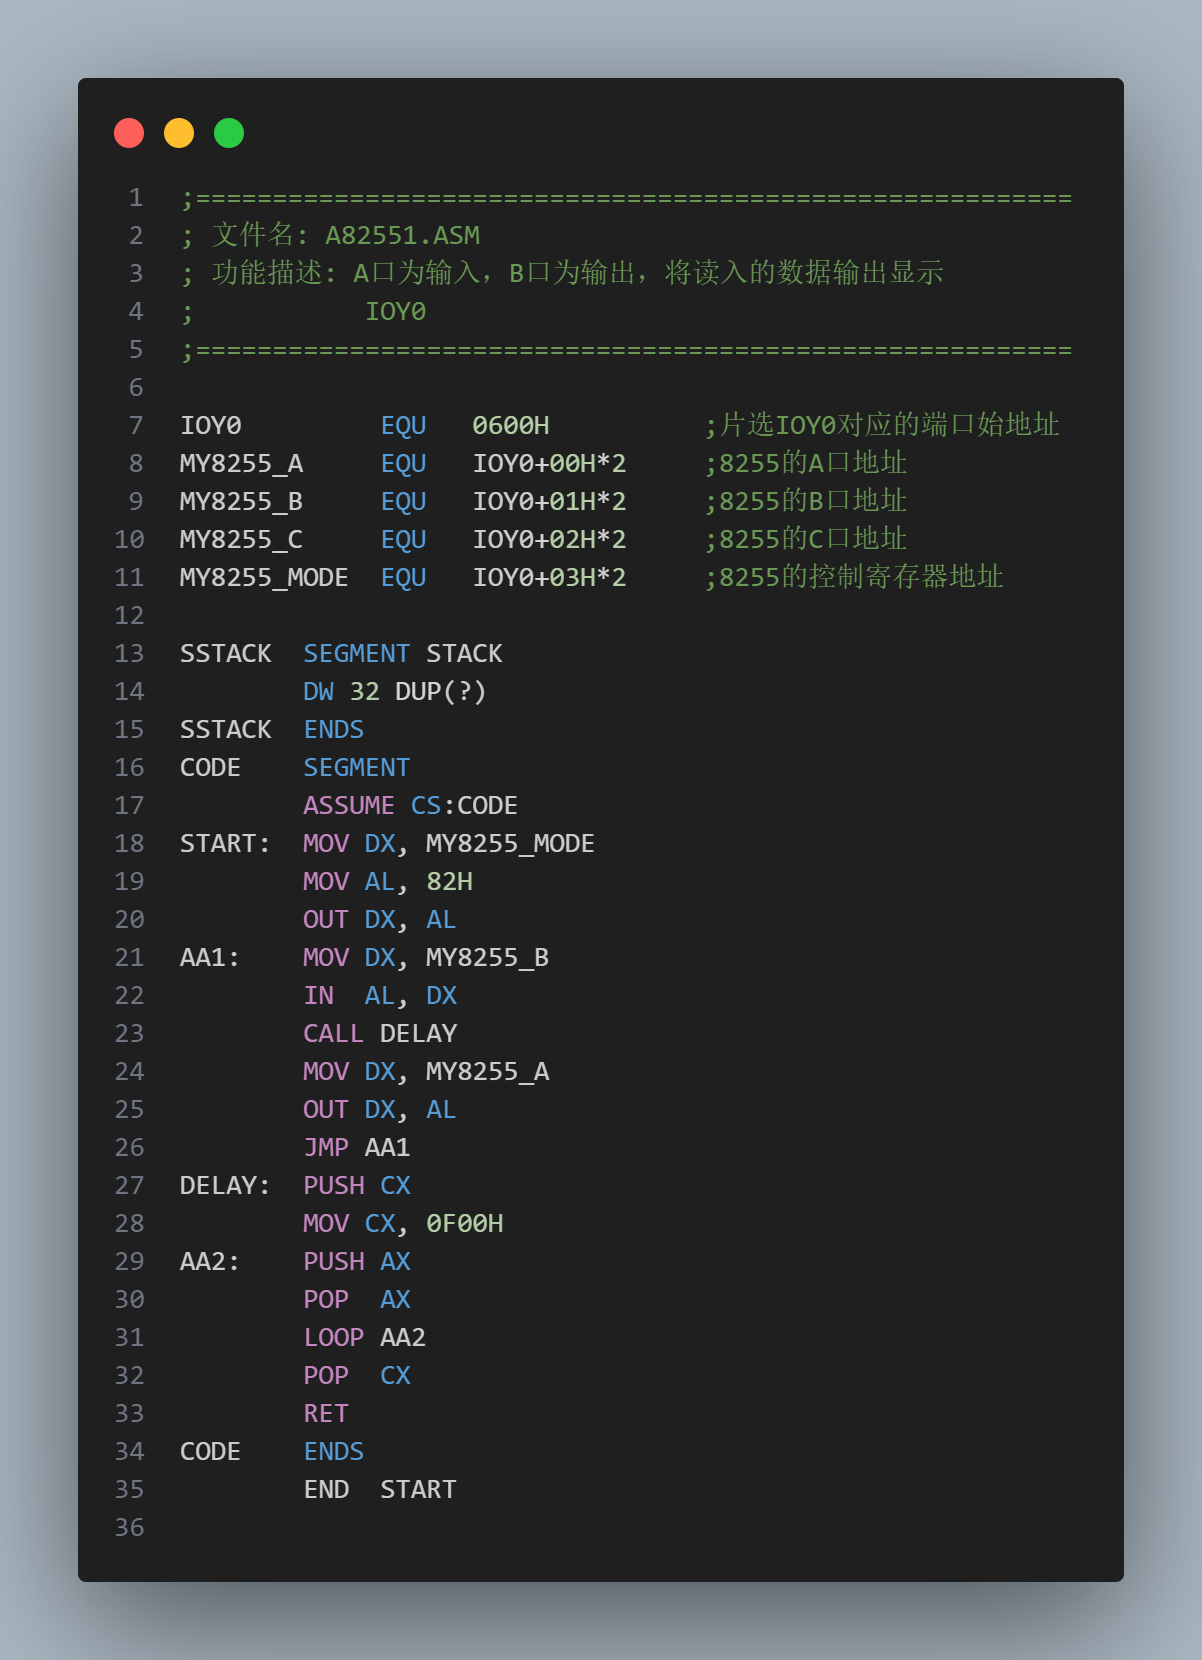 1 ;=========================================================
2 ; 文件名: A82551.ASM
3 ; 功能描述: A口为输入，B口为输出，将读入的数据输出显示
4 ;           IOY0
5 ;=========================================================
6
7 IOY0         EQU   0600H          ;片选IOY0对应的端口始地址
8 MY8255_A     EQU   IOY0+00H*2     ;8255的A口地址
9 MY8255_B     EQU   IOY0+01H*2     ;8255的B口地址
10 MY8255_C     EQU   IOY0+02H*2     ;8255的C口地址
11 MY8255_MODE  EQU   IOY0+03H*2     ;8255的控制寄存器地址
12
13 SSTACK  SEGMENT STACK
14         DW 32 DUP(?)
15 SSTACK  ENDS
16 CODE    SEGMENT
17         ASSUME CS:CODE
18 START:  MOV DX, MY8255_MODE
19         MOV AL, 82H
20         OUT DX, AL
21 AA1:    MOV DX, MY8255_B
22         IN  AL, DX
23         CALL DELAY
24         MOV DX, MY8255_A
25         OUT DX, AL
26         JMP AA1
27 DELAY:  PUSH CX
28         MOV CX, 0F00H
29 AA2:    PUSH AX
30         POP  AX
31         LOOP AA2
32         POP  CX
33         RET
34 CODE    ENDS
35         END  START
36